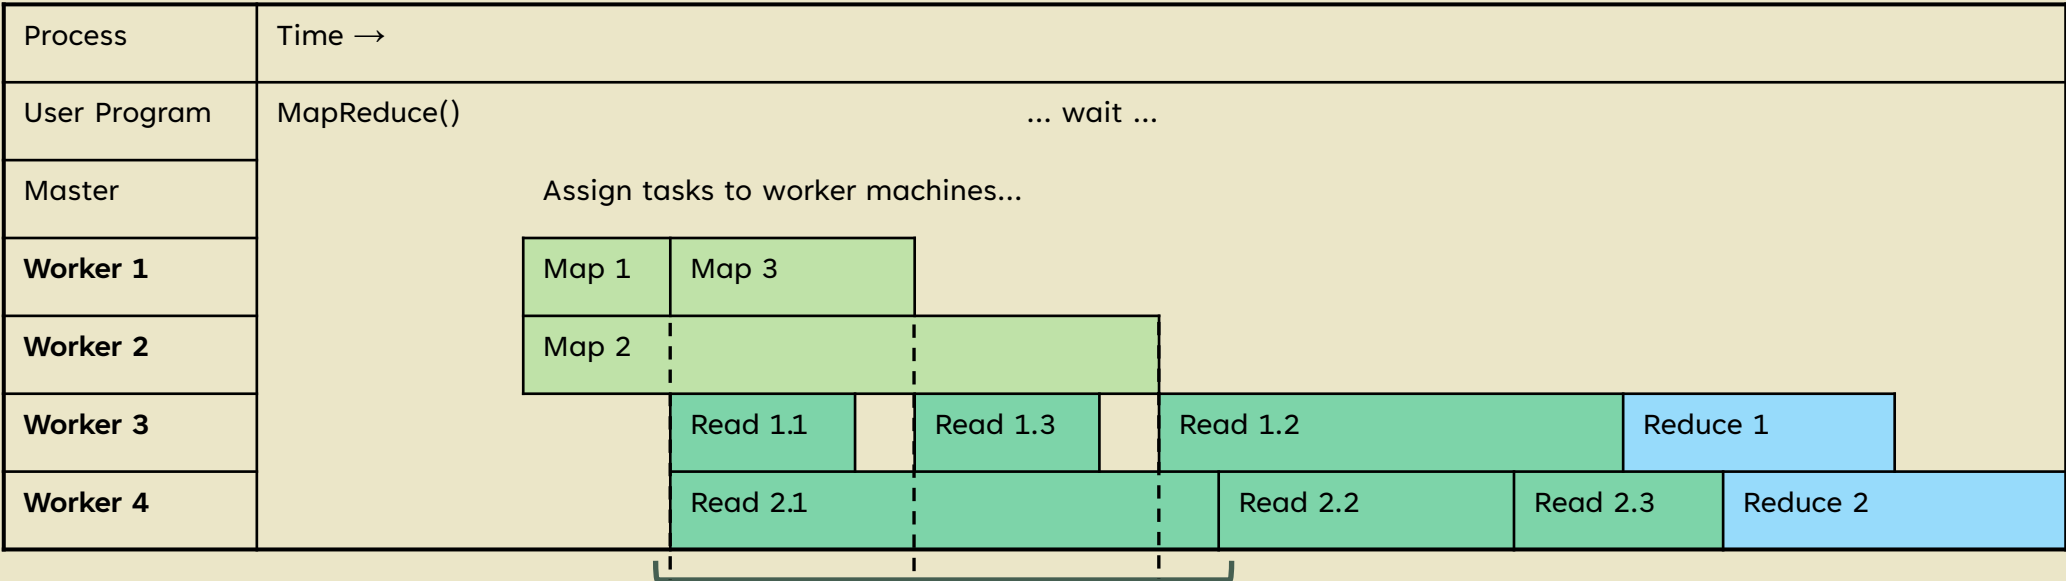 Process
Time →
User Program
MapReduce()
... wait ...
Master
Assign tasks to worker machines...
Worker 1
Map 1
Map 3
Worker 2
Map 2
Worker 3
Read 1.1
Read 1.3
Read 1.2
Reduce 1
Worker 4
Read 2.1
Read 2.2
Read 2.3
Reduce 2